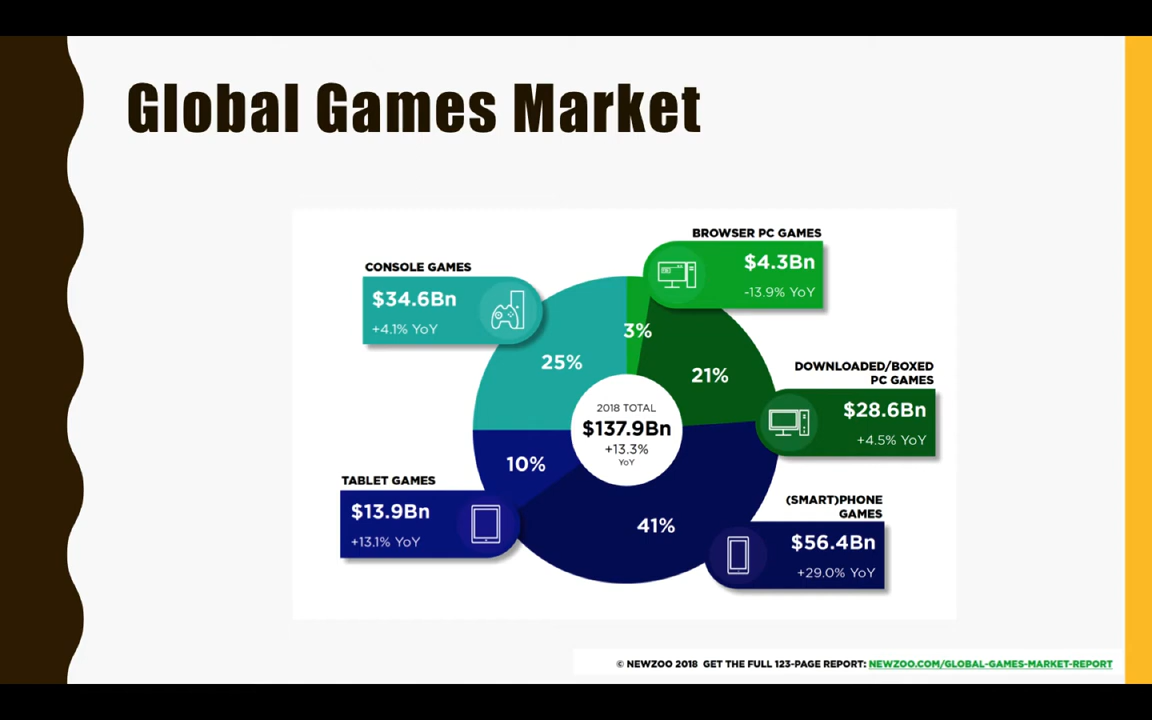 Global Games Market
BROWSER PC GAMES
$4.3Bn
-13.9% YoY
CONSOLE GAMES
$34.6Bn
+4.1% YoY
3%
25%
21%
DOWNLOADED/BOXED
PC GAMES
$28.6Bn
+4.5% YoY
2018 TOTAL
$137.9Bn
+13.3%
YoY
10%
TABLET GAMES
$13.9Bn
+13.1% YoY
41%
(SMART)PHONE
GAMES
$56.4Bn
+29.0% YoY
© NEWZOO 2018 GET THE FULL 123-PAGE REPORT: NEWZOO.COM/GLOBAL-GAMES-MARKET-REPORT